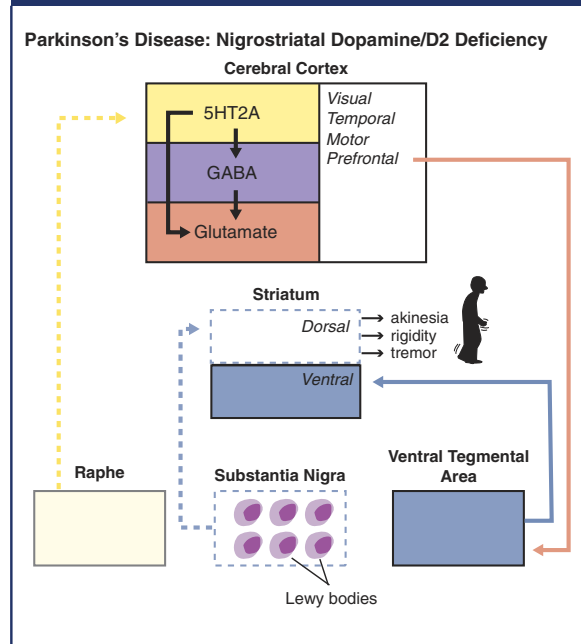 Parkinson's Disease: Nigrostriatal Dopamine/D2 Deficiency
Cerebral Cortex
5HT2A
GABA
Glutamate
Visual
Temporal
Motor
Prefrontal
Striatum
Dorsal
akinesia
rigidity
tremor
Ventral
Raphe
Substantia Nigra
Ventral Tegmental
Area
Lewy bodies